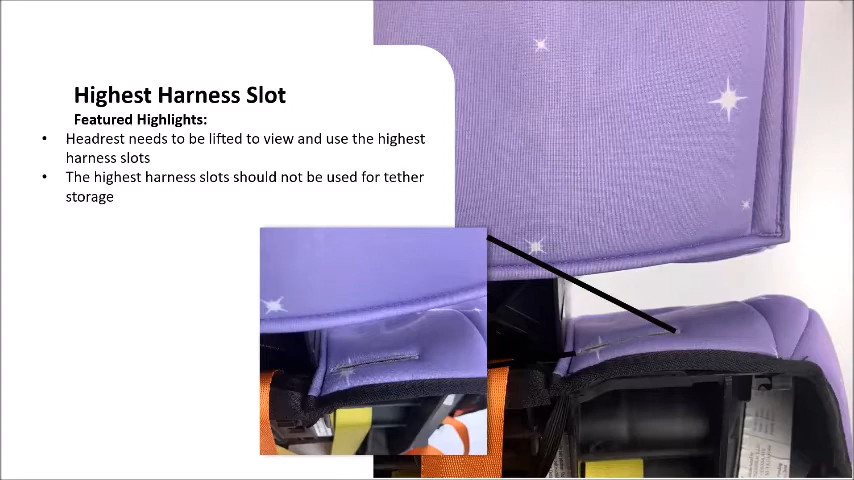 Highest Harness Slot
Featured Highlights:
• Headrest needs to be lifted to view and use the highest
harness slots
• The highest harness slots should not be used for tether
storage